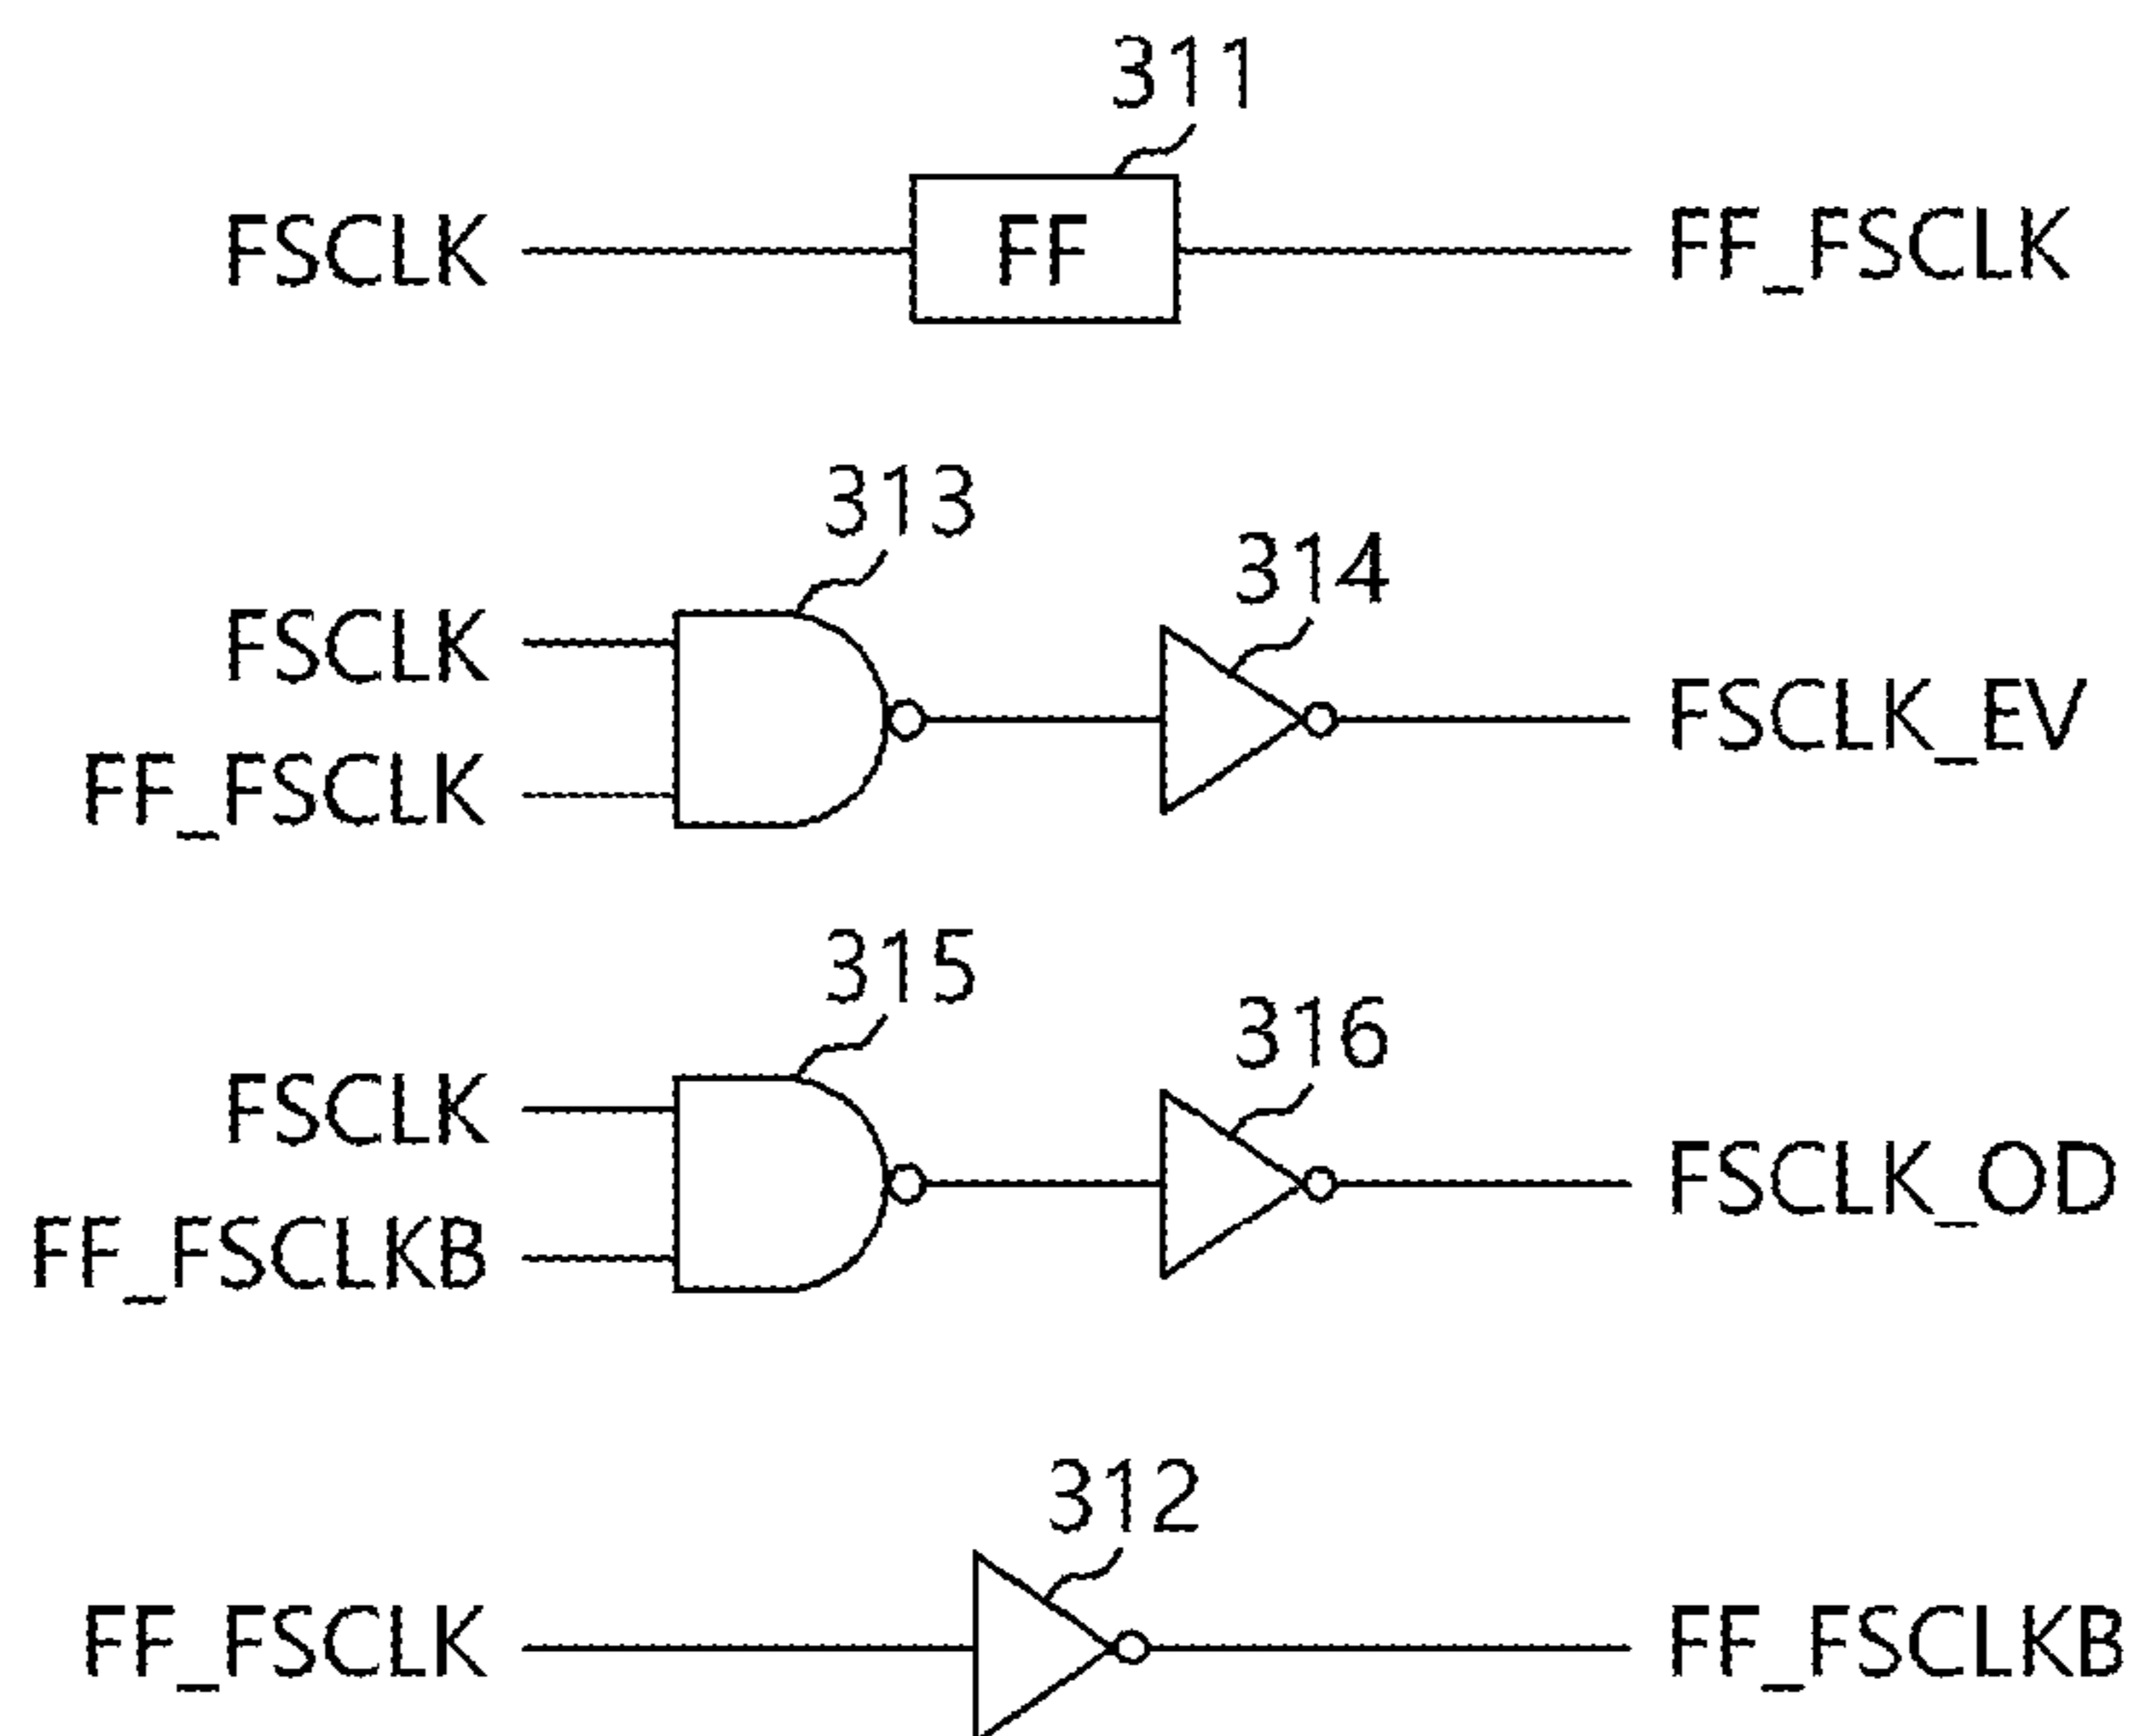 311
FSCLK FF FF_FSCLK
313
314
FSCLK
FSCLK_EV
FF_FSCLK
315
316
FSCLK
FSCLK_OD
FF_FSCLKB
312
FF_FSCLK FF_FSCLKB